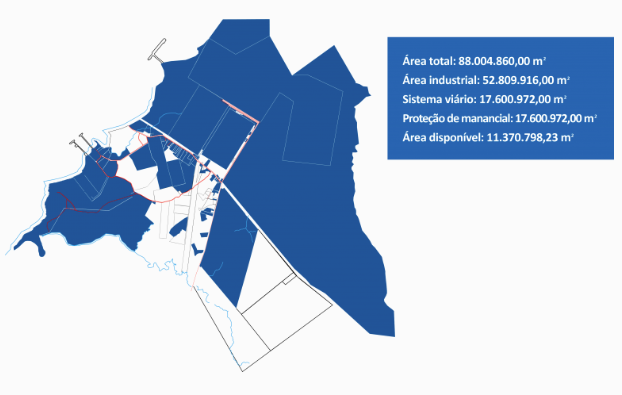 Área total: 88.004.860,00 m²
Área industrial: 52.809.916,00 m²
Sistema viário: 17.600.972,00 m²
Proteção de manancial: 17.600.972,00 m²
Área disponível: 11.370.798,23 m²